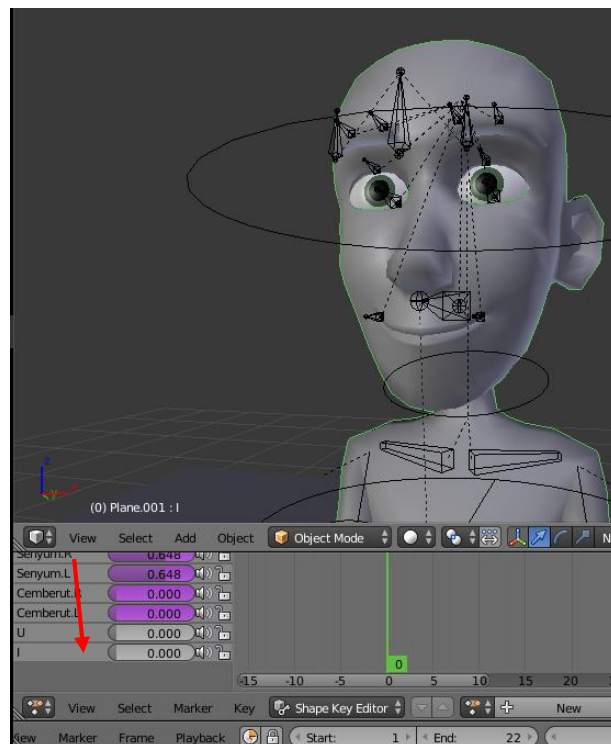 z
(0) Plane.001 : I
View Select Add Object Object Mode
Senyum.R 0.648
Senyum.L 0.648
Cemberut.R 0.000
Cemberut.L 0.000
U 0.000
I 0.000
0
-15 -10 -5 0 5 10 15 20
View Select Marker Key Shape Key Editor New
View Marker Frame Playback Start: 1 End: 22